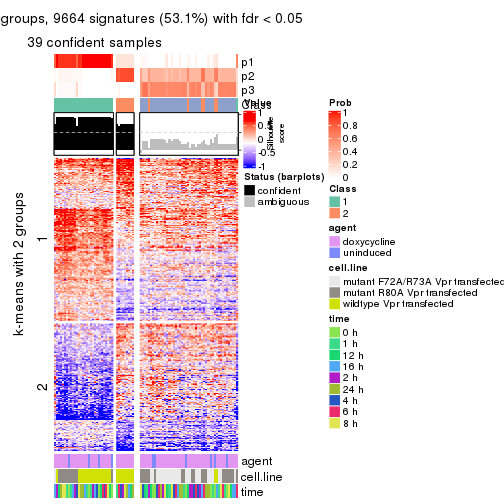 groups, 9664 signatures (53.1%) with fdr < 0.05
39 confident samples
p1
p2
p3
Class
Silhouette
score
Value
1
0.5
0
-0.5
-1
Status (barplots)
confident
ambiguous
Prob
1
0.8
0.6
0.4
0.2
0
Class
1
2
agent
doxycycline
uninduced
cell.line
mutant F72A/R73A Vpr transfected
mutant R80A Vpr transfected
wildtype Vpr transfected
time
0 h
1 h
12 h
16 h
2 h
24 h
4 h
6 h
8 h
k-means with 2 groups
1
2
agent
cell.line
time